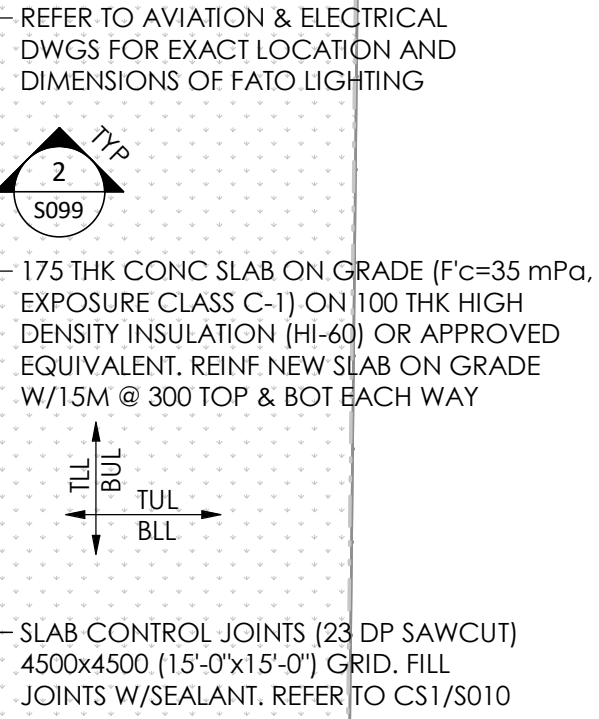 REFER TO AVIATION & ELECTRICAL
DWGS FOR EXACT LOCATION AND
DIMENSIONS OF FATO LIGHTING
TYP
2
S099
175 THK CONC SLAB ON GRADE (F'c=35 mPa,
EXPOSURE CLASS C-1) ON 100 THK HIGH
DENSITY INSULATION (HI-60) OR APPROVED
EQUIVALENT. REINF NEW SLAB ON GRADE
W/15M @ 300 TOP & BOT EACH WAY
TLL
BUL
TUL
BLL
SLAB CONTROL JOINTS (23 DP SAWCUT)
4500x4500 (15'-0"x15'-0") GRID. FILL
JOINTS W/SEALANT. REFER TO CS1/S010